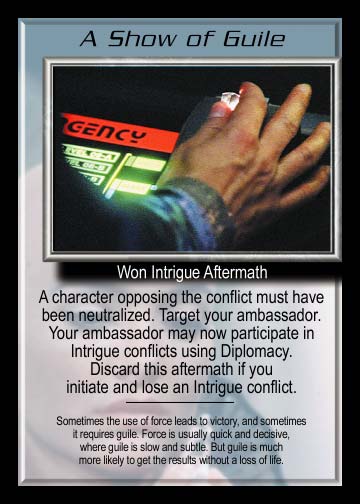 A Show of Guile
GENCY
LEVEL GE-A
LEVEL GE-B
Won Intrigue Aftermath
A character opposing the conflict must have
been neutralized. Target your ambassador.
Your ambassador may now participate in
Intrigue conflicts using Diplomacy.
Discard this aftermath if you
initiate and lose an Intrigue conflict.
Sometimes the use of force leads to victory, and sometimes
it requires guile. Force is usually quick and decisive,
where guile is slow and subtle. But guile is much
more likely to get the results without a loss of life.